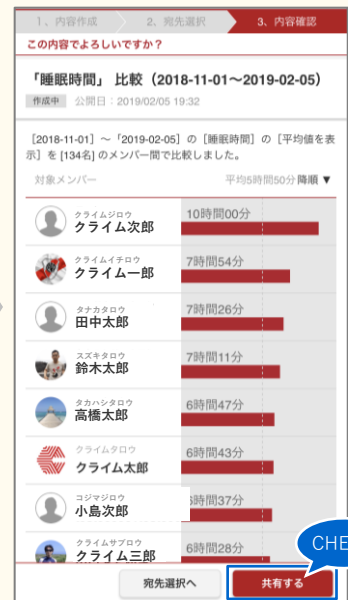 1、内容作成 2、宛先選択 3、内容確認
この内容でよろしいですか？
「睡眠時間」 比較（2018-11-01～2019-02-05）
作成中 公開日：2019/02/05 19:32
［2018-11-01］～「2019-02-05］の［睡眠時間］の［平均値を表
示］を [134名] のメンバー間で比較しました。
対象メンバー 平均5時間50分 降順 ▼
クライムジロウ
クライム次郎 10時間00分
クライムイチロウ
クライム一郎 7時間54分
タナカタロウ
田中太郎 7時間26分
スズキタロウ
鈴木太郎 7時間11分
タカハシタロウ
高橋太郎 6時間47分
クライムタロウ
クライム太郎 6時間43分
コジマジロウ
小島次郎 6時間37分
クライムサブロウ
クライム三郎 6時間28分
CHE
宛先選択へ 共有する